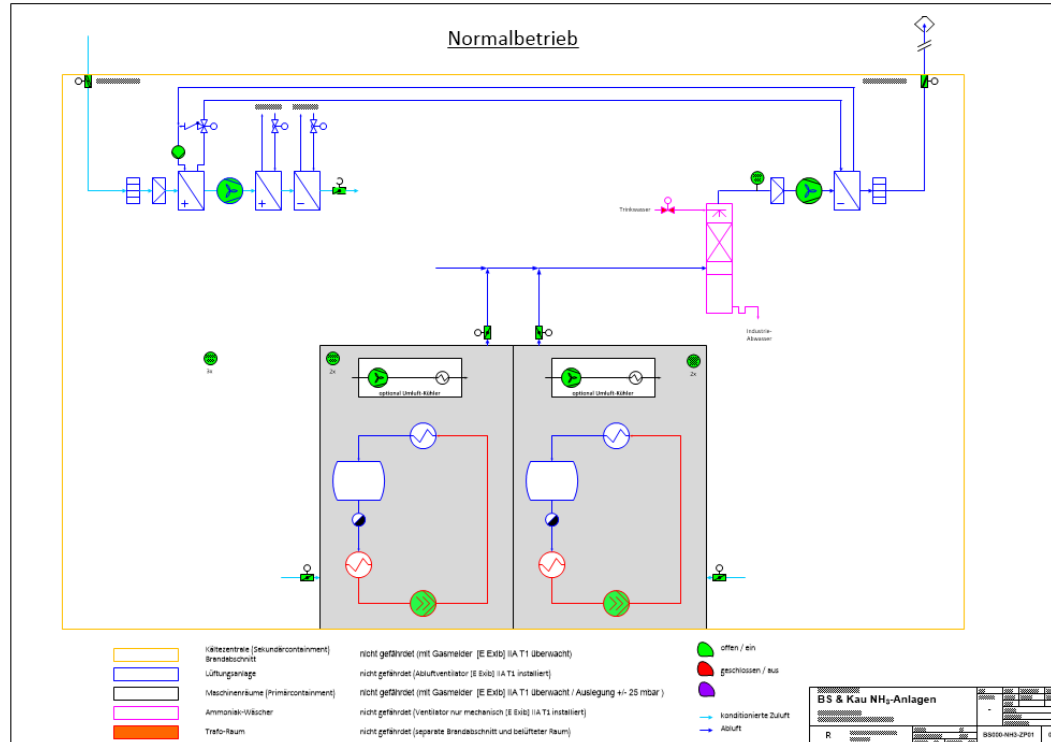 Normalbetrieb
+
+
−
−
Trinkwasser
Industrie-
Abwasser
3x
2x
2x
optional Umluft-Kühler
optional Umluft-Kühler
Kältezentrale (Sekundärcontainment)
Brandabschnitt
nicht gefährdet (mit Gasmelder [E Exib] IIA T1 überwacht)
Lüftungsanlage
nicht gefährdet (Abluftventilator [E Exib] IIA T1 installiert)
Maschinenräume (Primärcontainment)
nicht gefährdet (mit Gasmelder [E Exib] IIA T1 überwacht / Auslegung +/- 25 mbar )
Ammoniak-Wäscher
nicht gefährdet (Ventilator nur mechanisch [E Exib] IIA T1 installiert)
Trafo-Raum
nicht gefährdet (separate Brandabschnitt und belüfteter Raum)
offen / ein
geschlossen / aus
konditionierte Zuluft
Abluft
BS & Kau NH₃-Anlagen
-
R
BS000-NH3-ZP01
0